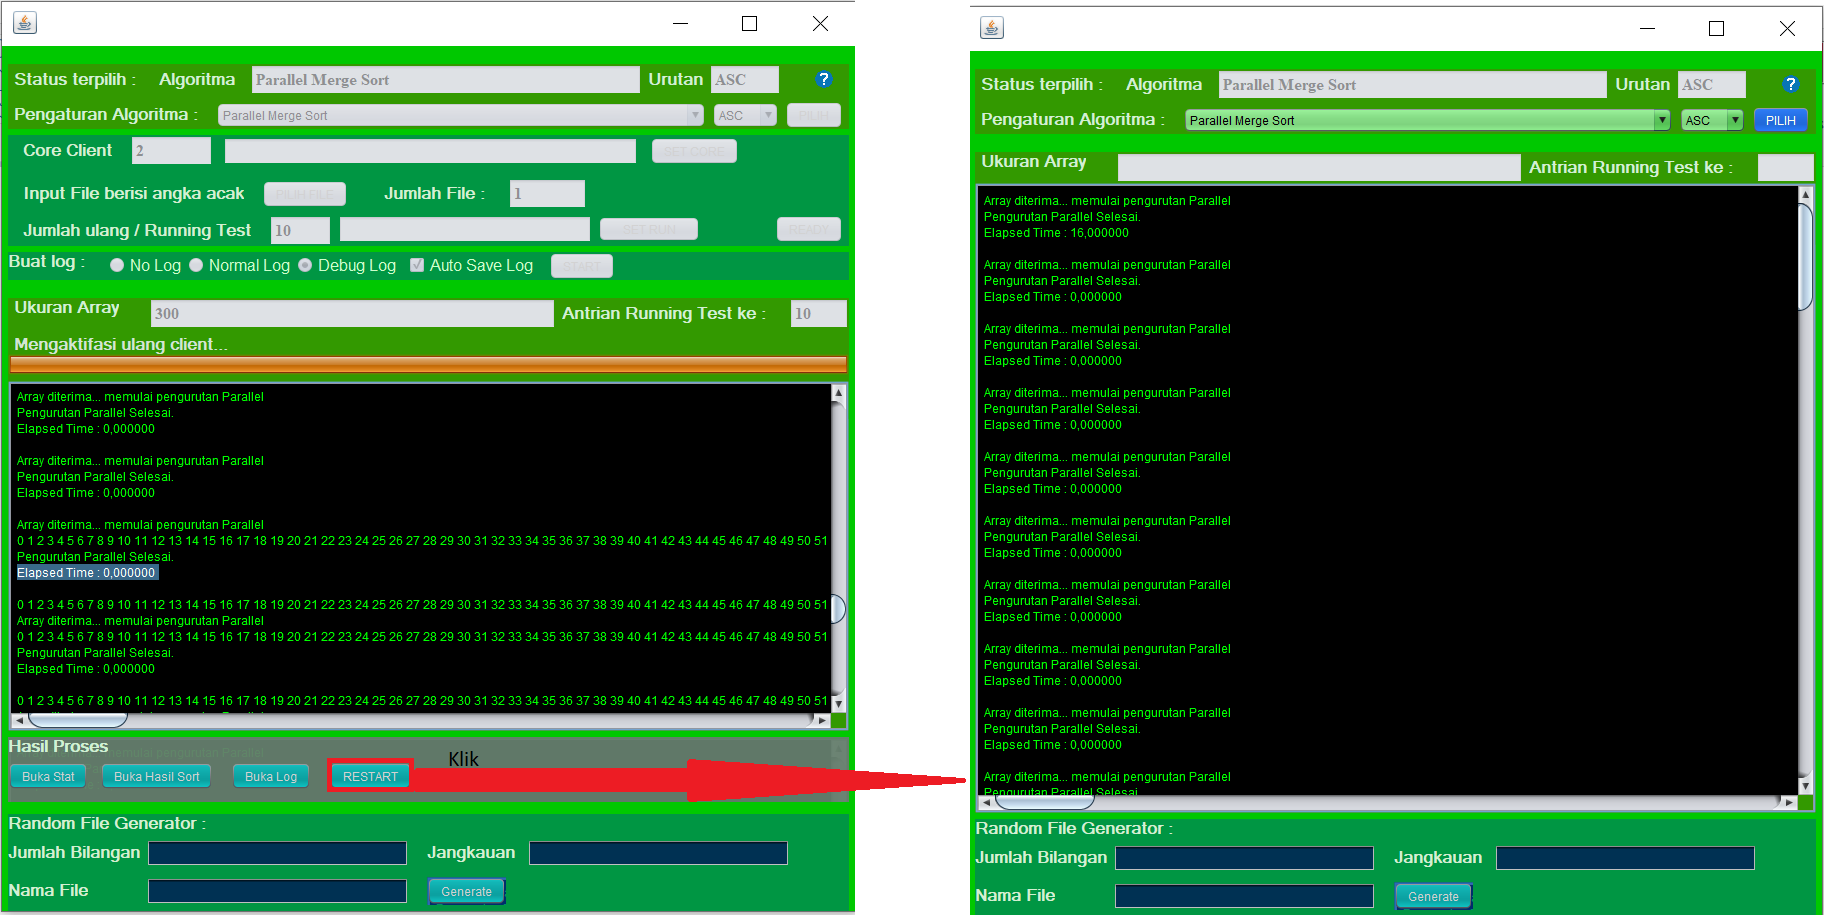 Status terpilih : Algoritma Parallel Merge Sort Urutan ASC ?
Pengaturan Algoritma : Parallel Merge Sort ASC PILIH
Core Client 2 SET CORE
Input File berisi angka acak PILIH FILE Jumlah File : 1
Jumlah ulang / Running Test 10 SET RUN READY
Buat log : No Log Normal Log Debug Log Auto Save Log START
Ukuran Array 300 Antrian Running Test ke : 10
Mengaktifasi ulang client...
Array diterima... memulai pengurutan Parallel
Pengurutan Parallel Selesai.
Elapsed Time : 0,000000
Array diterima... memulai pengurutan Parallel
Pengurutan Parallel Selesai.
Elapsed Time : 0,000000
Array diterima... memulai pengurutan Parallel
0 1 2 3 4 5 6 7 8 9 10 11 12 13 14 15 16 17 18 19 20 21 22 23 24 25 26 27 28 29 30 31 32 33 34 35 36 37 38 39 40 41 42 43 44 45 46 47 48 49 50 51
Pengurutan Parallel Selesai.
Elapsed Time : 0,000000
0 1 2 3 4 5 6 7 8 9 10 11 12 13 14 15 16 17 18 19 20 21 22 23 24 25 26 27 28 29 30 31 32 33 34 35 36 37 38 39 40 41 42 43 44 45 46 47 48 49 50 51
Array diterima... memulai pengurutan Parallel
0 1 2 3 4 5 6 7 8 9 10 11 12 13 14 15 16 17 18 19 20 21 22 23 24 25 26 27 28 29 30 31 32 33 34 35 36 37 38 39 40 41 42 43 44 45 46 47 48 49 50 51
Pengurutan Parallel Selesai.
Elapsed Time : 0,000000
0 1 2 3 4 5 6 7 8 9 10 11 12 13 14 15 16 17 18 19 20 21 22 23 24 25 26 27 28 29 30 31 32 33 34 35 36 37 38 39 40 41 42 43 44 45 46 47 48 49 50 51
Hasil Proses
Klik
Buka Stat Buka Hasil Sort Buka Log RESTART
Random File Generator :
Jumlah Bilangan Jangkauan
Nama File Generate
Status terpilih : Algoritma Parallel Merge Sort Urutan ASC ?
Pengaturan Algoritma : Parallel Merge Sort ASC PILIH
Ukuran Array Antrian Running Test ke :
Array diterima... memulai pengurutan Parallel
Pengurutan Parallel Selesai.
Elapsed Time : 16,000000
Array diterima... memulai pengurutan Parallel
Pengurutan Parallel Selesai.
Elapsed Time : 0,000000
Array diterima... memulai pengurutan Parallel
Pengurutan Parallel Selesai.
Elapsed Time : 0,000000
Array diterima... memulai pengurutan Parallel
Pengurutan Parallel Selesai.
Elapsed Time : 0,000000
Array diterima... memulai pengurutan Parallel
Pengurutan Parallel Selesai.
Elapsed Time : 0,000000
Array diterima... memulai pengurutan Parallel
Pengurutan Parallel Selesai.
Elapsed Time : 0,000000
Array diterima... memulai pengurutan Parallel
Pengurutan Parallel Selesai.
Elapsed Time : 0,000000
Array diterima... memulai pengurutan Parallel
Pengurutan Parallel Selesai.
Elapsed Time : 0,000000
Array diterima... memulai pengurutan Parallel
Pengurutan Parallel Selesai.
Elapsed Time : 0,000000
Array diterima... memulai pengurutan Parallel
Pengurutan Parallel Selesai.
Random File Generator :
Jumlah Bilangan Jangkauan
Nama File Generate